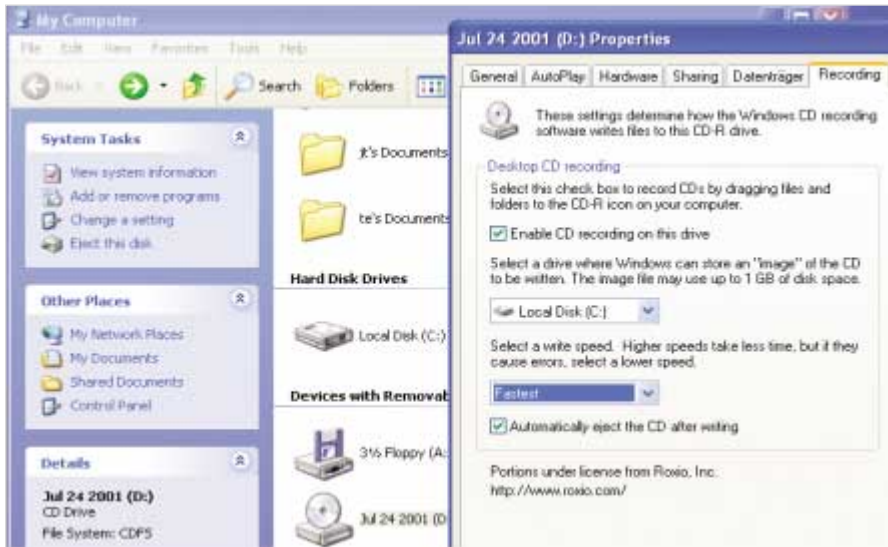 My Computer
File Edit View Favorites Tools Help
Back Search Folders
System Tasks
View system information
Add or remove programs
Change a setting
Eject this disk
Other Places
My Network Places
My Documents
Shared Documents
Control Panel
Details
Jul 24 2001 (D:)
CD Drive
File System: CDFS
jt's Documents
te's Documents
Hard Disk Drives
Local Disk (C:)
Devices with Removab
3½ Floppy (A:
Jul 24 2001 (D
Jul 24 2001 (D:) Properties
General AutoPlay Hardware Sharing Datenträger Recording
These settings determine how the Windows CD recording
software writes files to this CD-R drive.
Desktop CD recording
Select this check box to record CDs by dragging files and
folders to the CD-R icon on your computer.
Enable CD recording on this drive
Select a drive where Windows can store an "image" of the CD
to be written. The image file may use up to 1 GB of disk space.
Local Disk (C:)
Select a write speed. Higher speeds take less time, but if they
cause errors, select a lower speed.
Fastest
Automatically eject the CD after writing
Portions under license from Roxio, Inc.
http://www.roxio.com/